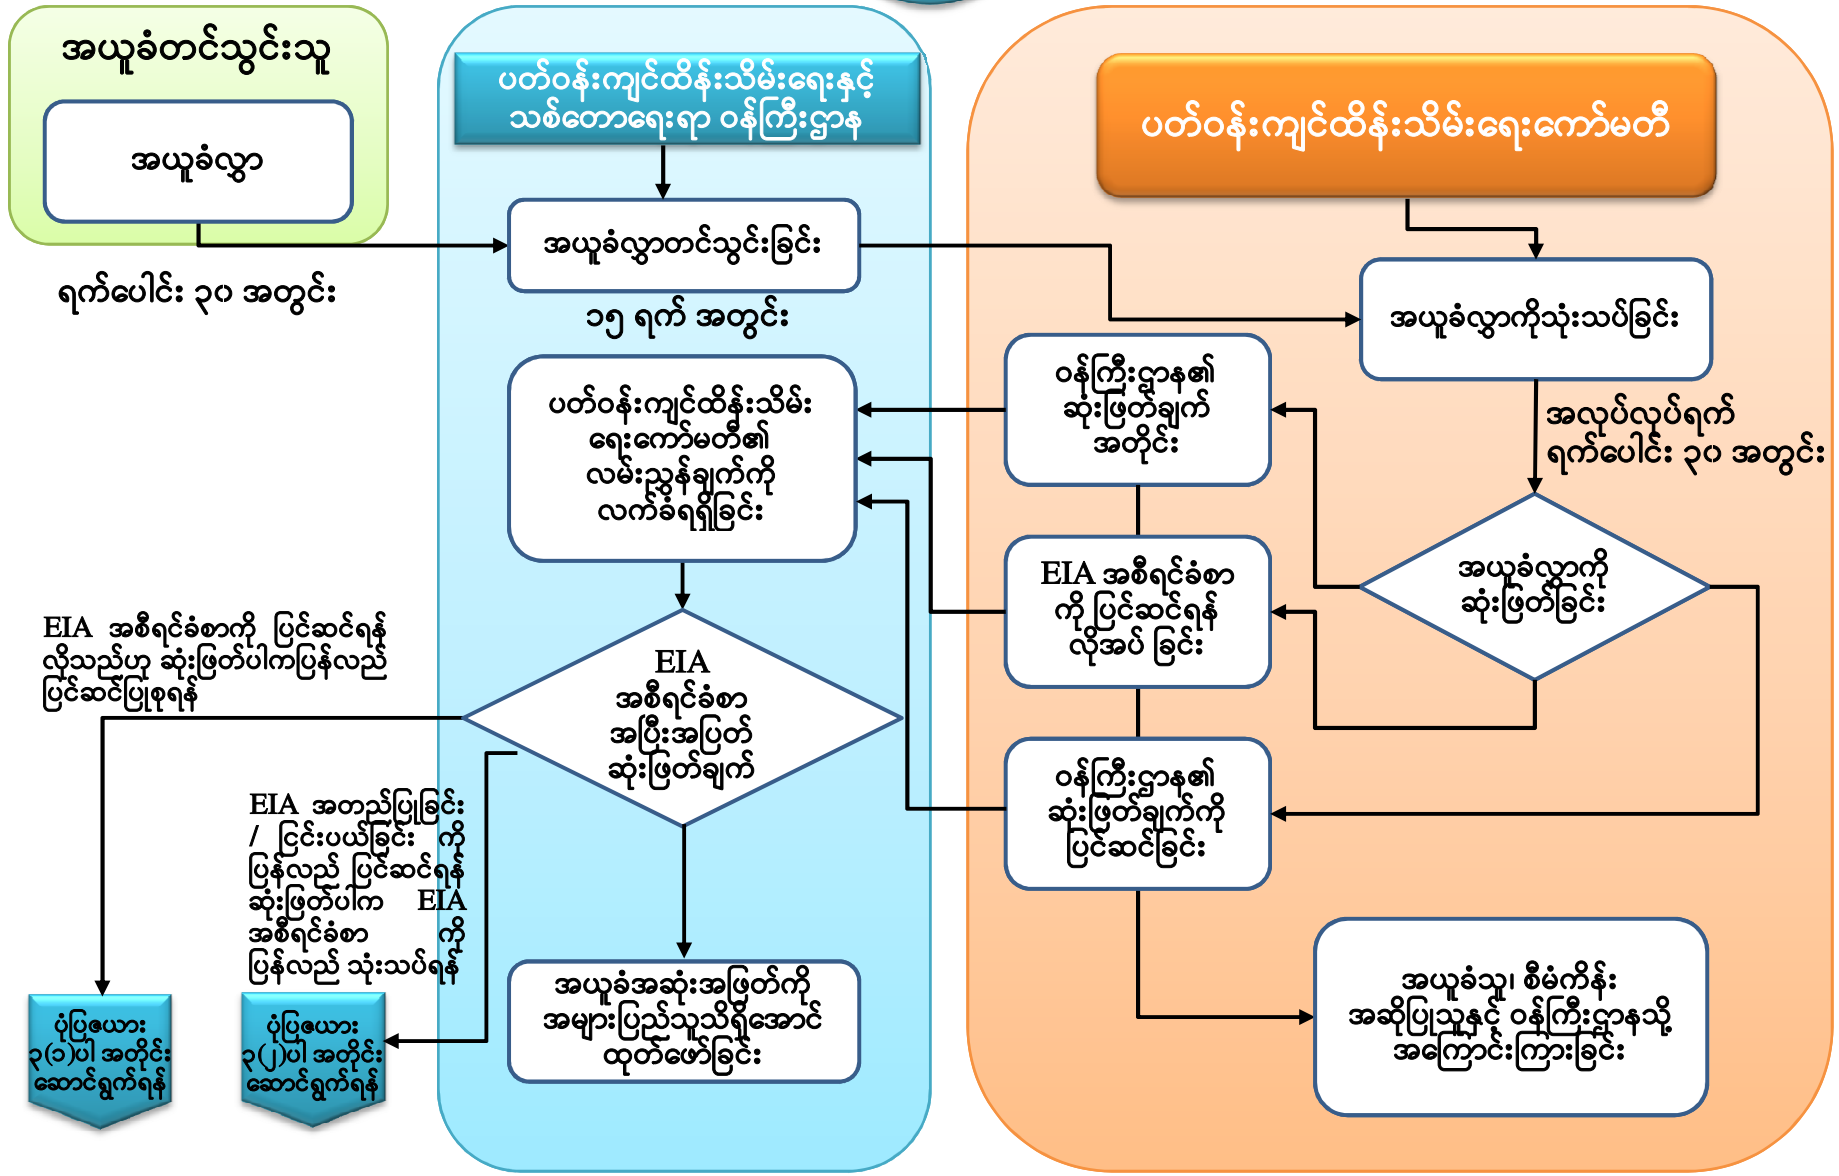 အယူခံတင်သွင်းသူ
အယူခံလွှာ
ရက်ပေါင်း ၃၀ အတွင်း
ပတ်ဝန်းကျင်ထိန်းသိမ်းရေးနှင့်
သစ်တောရေးရာ ဝန်ကြီးဌာန
အယူခံလွှာတင်သွင်းခြင်း
၁၅ ရက် အတွင်း
ပတ်ဝန်းကျင်ထိန်းသိမ်း
ရေးကော်မတီ၏
လမ်းညွှန်ချက်ကို
လက်ခံရရှိခြင်း
EIA
အစီရင်ခံစာ
အပြီးအပြတ်
ဆုံးဖြတ်ချက်
အယူခံအဆုံးအဖြတ်ကို
အများပြည်သူသိရှိအောင်
ထုတ်ဖော်ခြင်း
EIA အစီရင်ခံစာကို ပြင်ဆင်ရန်
လိုသည်ဟု ဆုံးဖြတ်ပါကပြန်လည်
ပြင်ဆင်ပြုစုရန်
EIA အတည်ပြုခြင်း
/ ငြင်းပယ်ခြင်း ကို
ပြန်လည် ပြင်ဆင်ရန်
ဆုံးဖြတ်ပါက EIA
အစီရင်ခံစာ ကို
ပြန်လည် သုံးသပ်ရန်
ပုံပြဇယား
၃(၁)ပါ အတိုင်း
ဆောင်ရွက်ရန်
ပုံပြဇယား
၃(၂)ပါ အတိုင်း
ဆောင်ရွက်ရန်
ပတ်ဝန်းကျင်ထိန်းသိမ်းရေးကော်မတီ
အယူခံလွှာကိုသုံးသပ်ခြင်း
အလုပ်လုပ်ရက်
ရက်ပေါင်း ၃၀ အတွင်း
အယူခံလွှာကို
ဆုံးဖြတ်ခြင်း
ဝန်ကြီးဌာန၏
ဆုံးဖြတ်ချက်
အတိုင်း
EIA အစီရင်ခံစာ
ကို ပြင်ဆင်ရန်
လိုအပ် ခြင်း
ဝန်ကြီးဌာန၏
ဆုံးဖြတ်ချက်ကို
ပြင်ဆင်ခြင်း
အယူခံသူ၊ စီမံကိန်း
အဆိုပြုသူနှင့် ဝန်ကြီးဌာနသို့
အကြောင်းကြားခြင်း